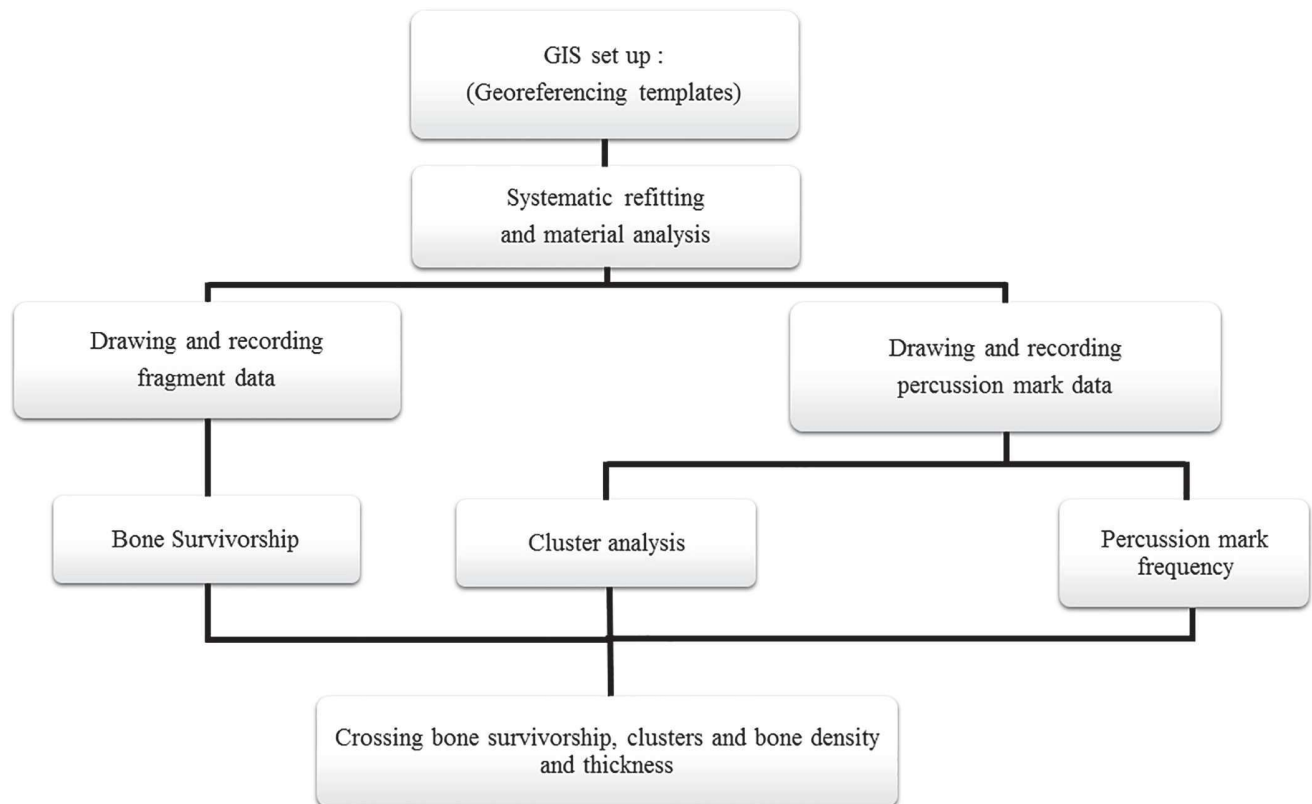 GIS set up :
(Georeferencing templates)
Systematic refitting
and material analysis
Drawing and recording
fragment data
Drawing and recording
percussion mark data
Bone Survivorship
Cluster analysis
Percussion mark
frequency
Crossing bone survivorship, clusters and bone density
and thickness